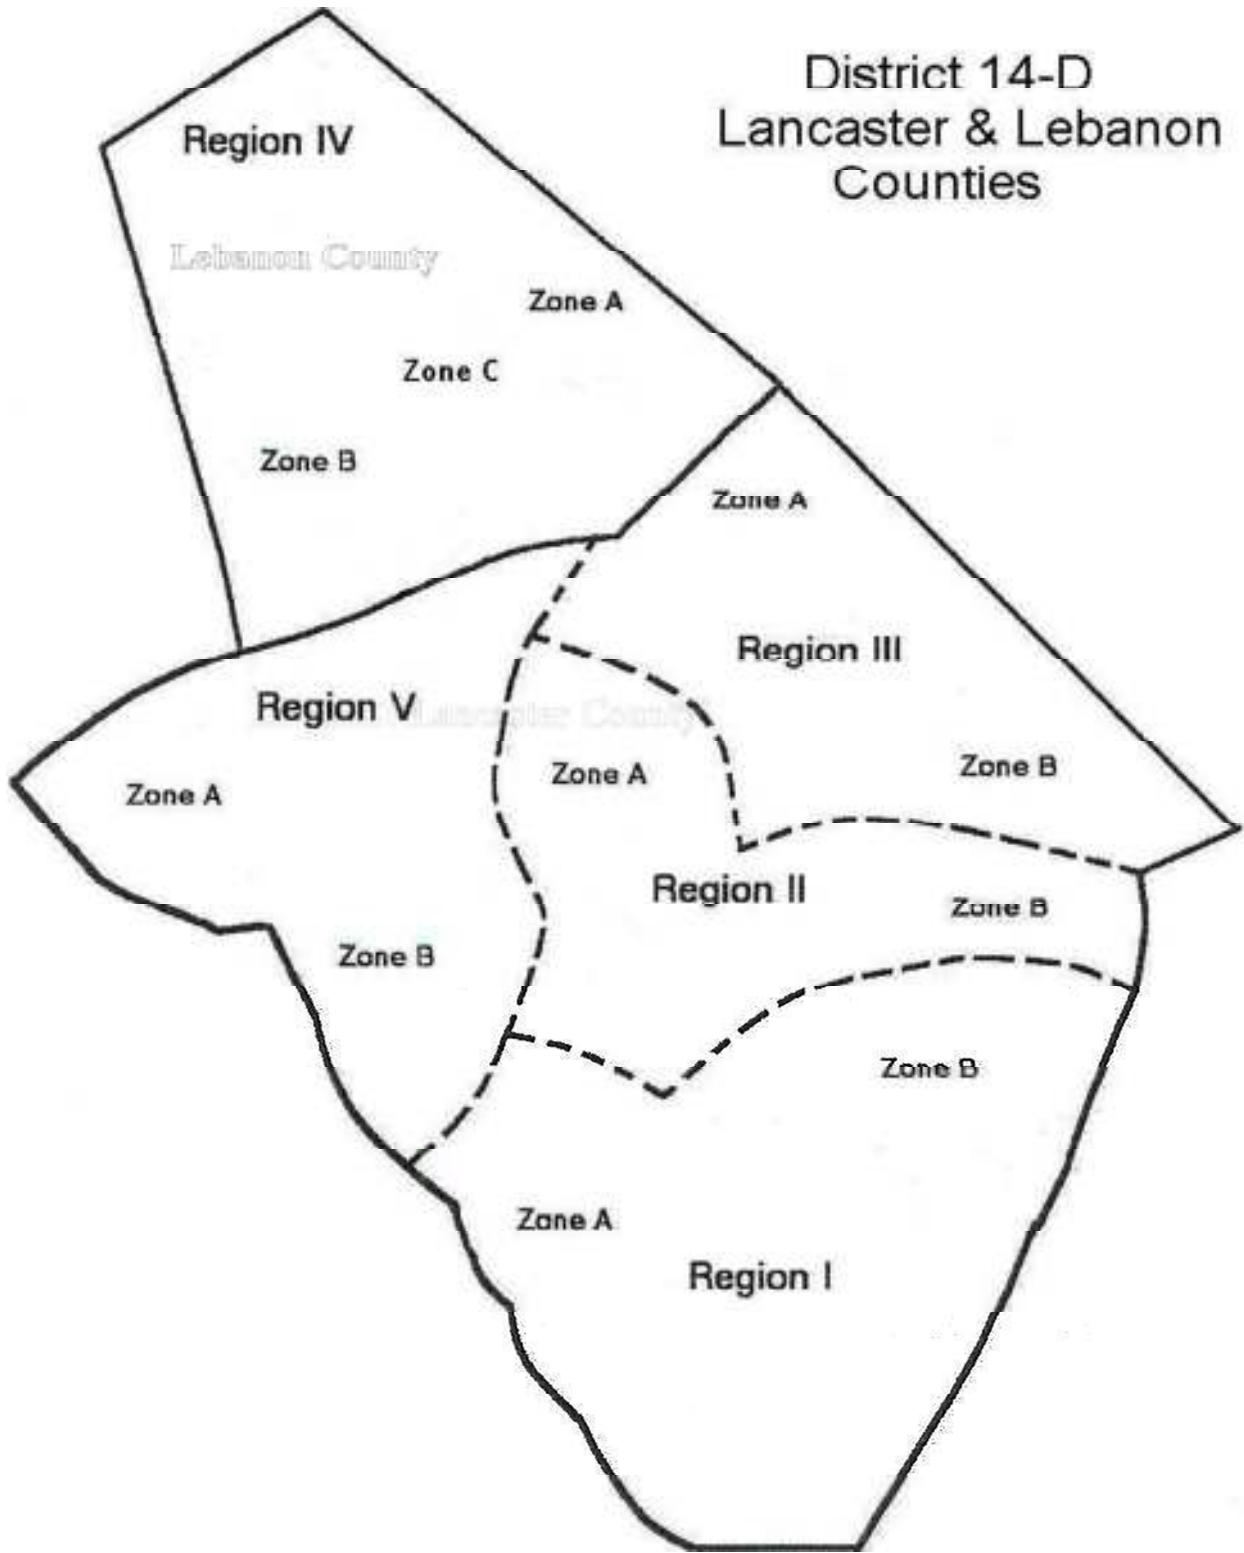 District 14-D
Lancaster & Lebanon
Counties
Region IV
Lebanon County
Zone A
Zone C
Zone B
Zone A
Region III
Region V
Lancaster County
Zone A
Zone B
Zone A
Region II
Zone B
Zone B
Zone B
Zone A
Region I